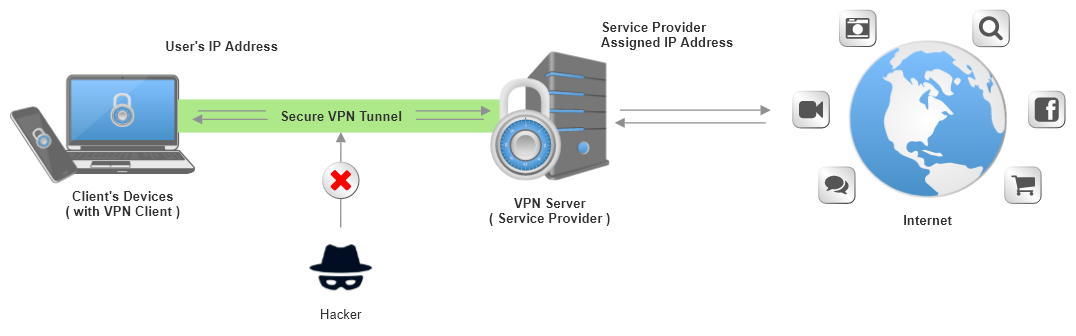 User's IP Address
Service Provider
Assigned IP Address
Secure VPN Tunnel
Client's Devices
( with VPN Client )
VPN Server
( Service Provider )
Internet
Hacker